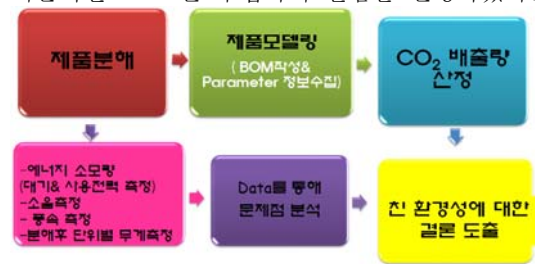 제품분해
제품모델링
( BOM작성&
Parameter 정보수집)
CO2 배출량
산정
-에너지 소모량
(대기& 사용전력 측정)
-소음측정
-풍속 측정
-분해후 단위별 무게측정
Data를 통해
문제점 분석
친 환경성에 대한
결론 도출